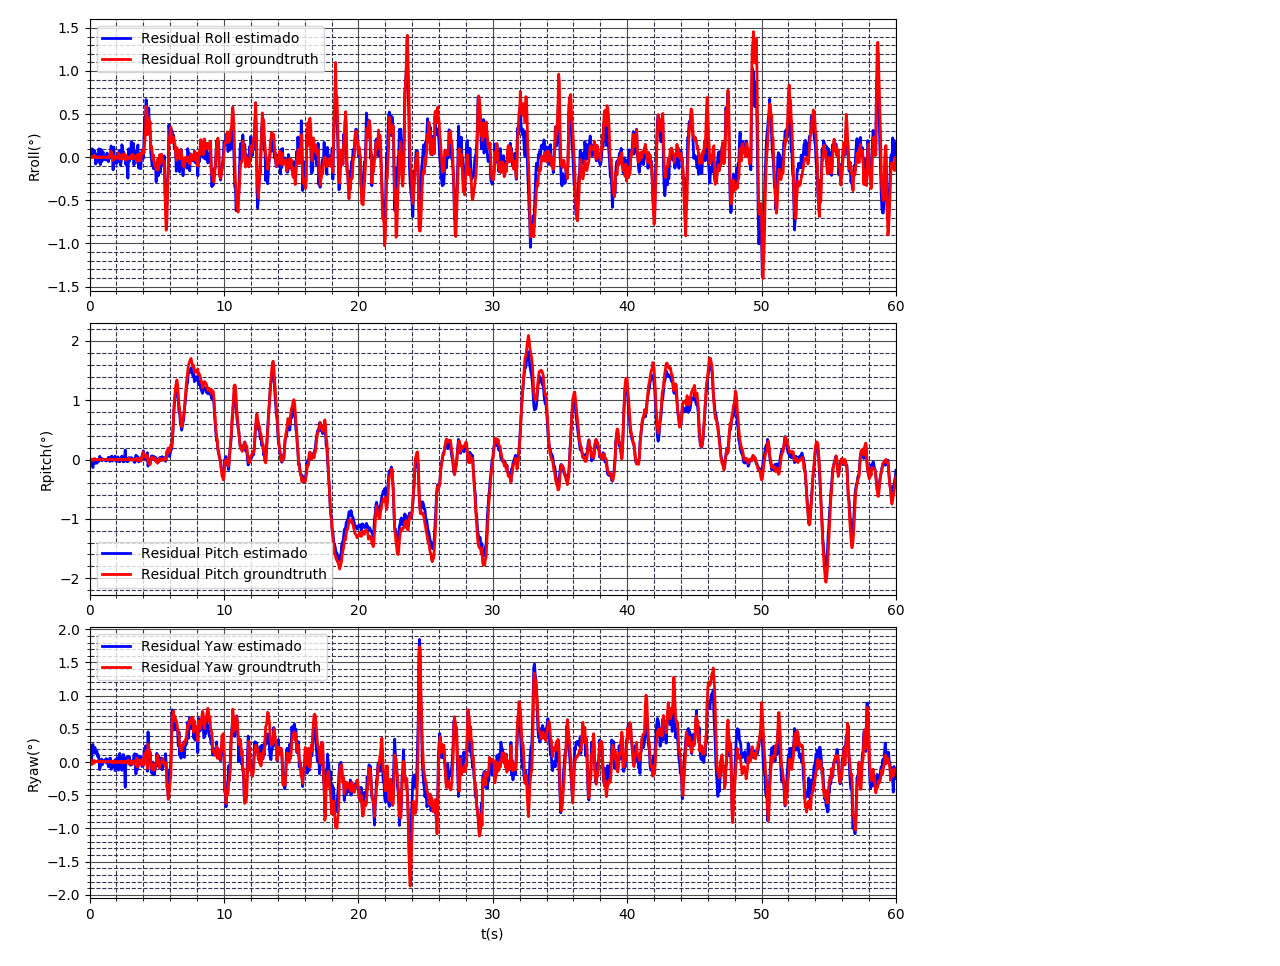 1.5
1.0
0.5
0.0
−0.5
−1.0
−1.5
Rroll(°)
Residual Roll estimado
Residual Roll groundtruth
0 10 20 30 40 50 60
2
1
0
−1
−2
Rpitch(°)
Residual Pitch estimado
Residual Pitch groundtruth
0 10 20 30 40 50 60
2.0
1.5
1.0
0.5
0.0
−0.5
−1.0
−1.5
−2.0
Ryaw(°)
Residual Yaw estimado
Residual Yaw groundtruth
0 10 20 30 40 50 60
t(s)